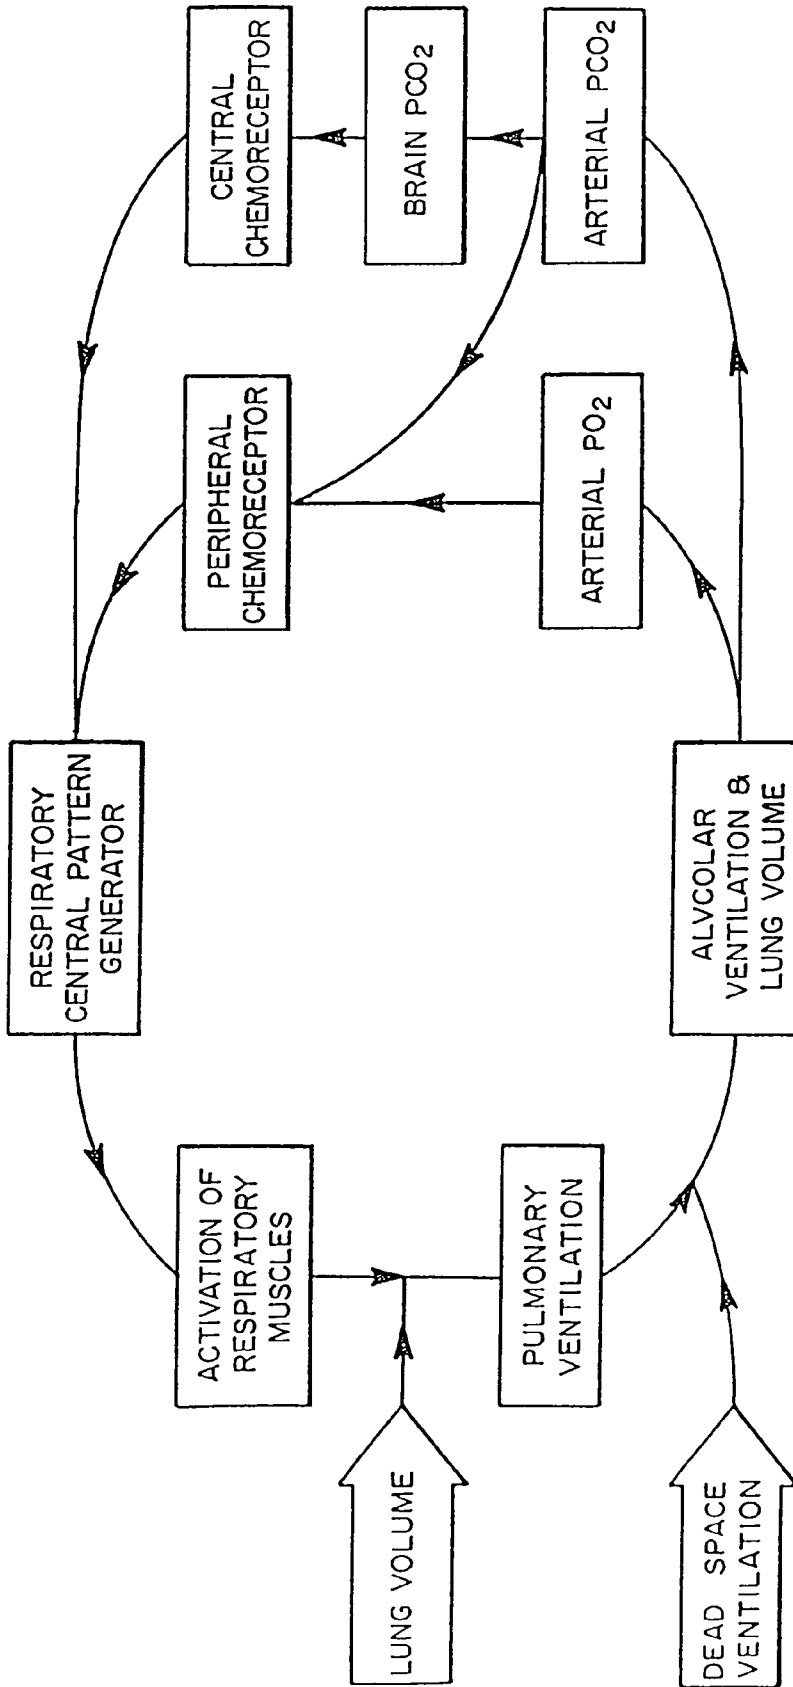 RESPIRATORY
CENTRAL PATTERN
GENERATOR
ACTIVATION OF
RESPIRATORY
MUSCLES
PERIPHERAL
CHEMORECEPTOR
CENTRAL
CHEMORECEPTOR
BRAIN PCO2
LUNG VOLUME
PULMONARY
VENTILATION
ARTERIAL PO2
ARTERIAL PCO2
DEAD SPACE
VENTILATION
ALVCOLAR
VENTILATION &
LUNG VOLUME